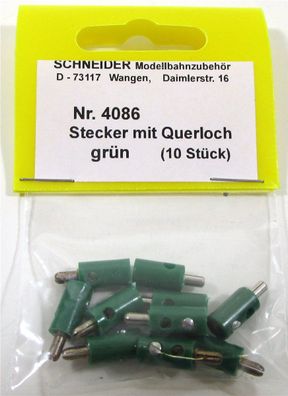 SCHNEIDER Modellbahnzubehör
D - 73117 Wangen, Daimlerstr. 16
Nr. 4086
Stecker mit Querloch
grün (10 Stück)